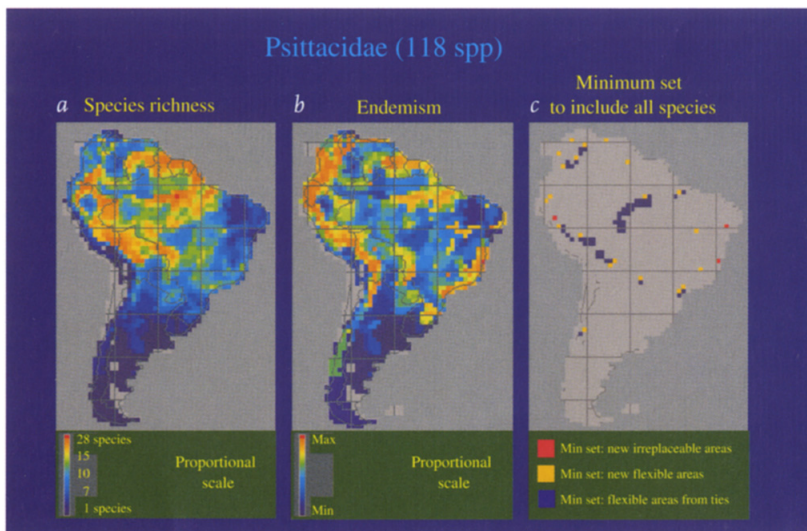 Psittacidae (118 spp)
a Species richness
b Endemism
c Minimum set
to include all species
28 species
15
10
7
1 species
Proportional
scale
Max
Min
Proportional
scale
Min set: new irreplaceable areas
Min set: new flexible areas
Min set: flexible areas from ties